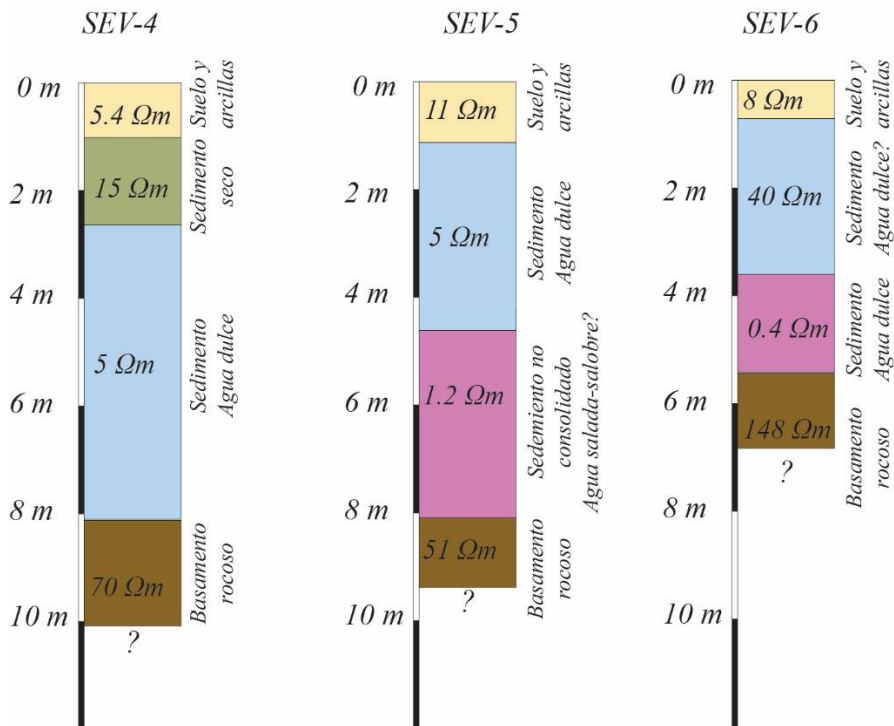 SEV-4
0 m
2 m
4 m
6 m
8 m
10 m
5.4 Ωm
15 Ωm
5 Ωm
70 Ωm
?
Suelo y
arcillas
Sedimento
seco
Sedimento
Agua dulce
Basamento
rocoso
SEV-5
0 m
2 m
4 m
6 m
8 m
10 m
11 Ωm
5 Ωm
1.2 Ωm
51 Ωm
?
Suelo y
arcillas
Sedimento
Agua dulce
Sedemiento no
consolidado
Agua salada-salobre?
Basamento
rocoso
SEV-6
0 m
2 m
4 m
6 m
8 m
10 m
8 Ωm
40 Ωm
0.4 Ωm
148 Ωm
?
Suelo y
arcillas
Sedimento
Agua dulce?
Sedimento
Agua dulce
Basamento
rocoso